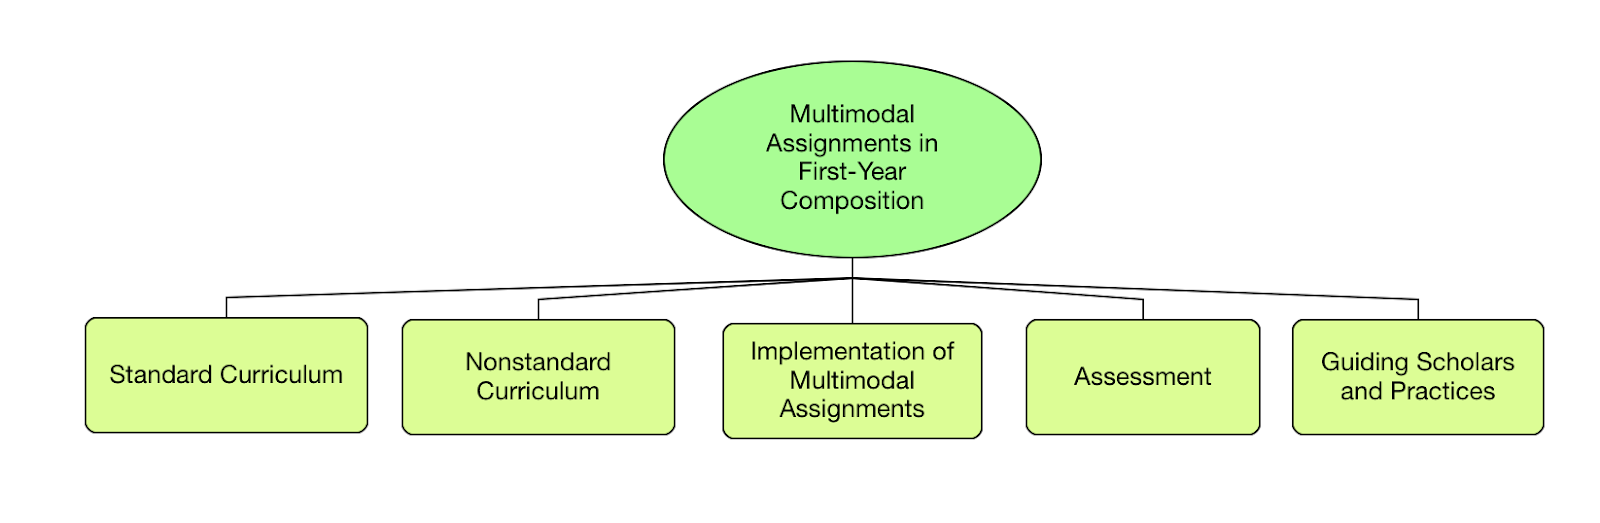 Multimodal
Assignments in
First-Year
Composition
Standard Curriculum
Nonstandard
Curriculum
Implementation of
Multimodal
Assignments
Assessment
Guiding Scholars
and Practices